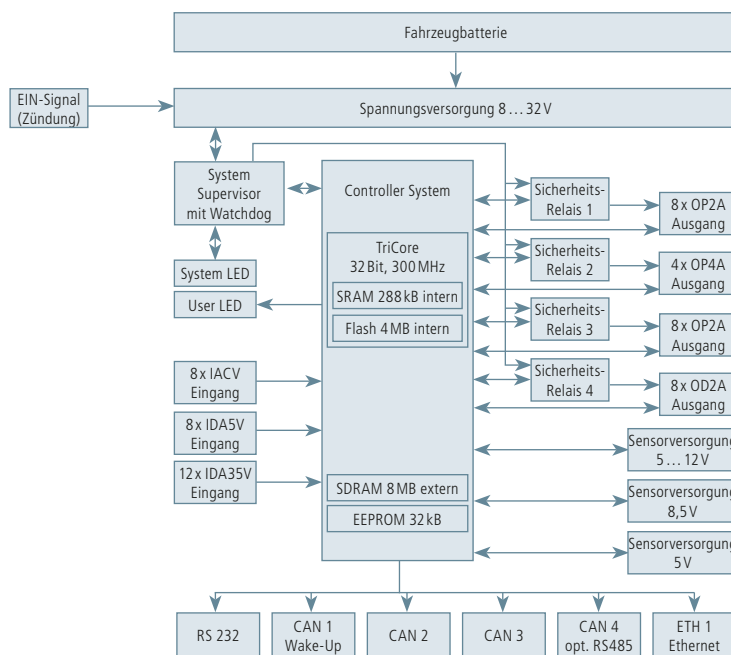 Fahrzeugbatterie
EIN-Signal
(Zündung)
Spannungsversorgung 8 … 32 V
System
Supervisor
mit Watchdog
System LED
User LED
Controller System
TriCore
32 Bit, 300 MHz
SRAM 288 kB intern
Flash 4 MB intern
SDRAM 8 MB extern
EEPROM 32 kB
8 x IACV
Eingang
8 x IDA5V
Eingang
12 x IDA35V
Eingang
Sicherheits-
Relais 1
Sicherheits-
Relais 2
Sicherheits-
Relais 3
Sicherheits-
Relais 4
8 x OP2A
Ausgang
4 x OP4A
Ausgang
8 x OP2A
Ausgang
8 x OD2A
Ausgang
Sensorversorgung
5 … 12 V
Sensorversorgung
8,5 V
Sensorversorgung
5 V
RS 232
CAN 1
Wake-Up
CAN 2
CAN 3
CAN 4
opt. RS485
ETH 1
Ethernet